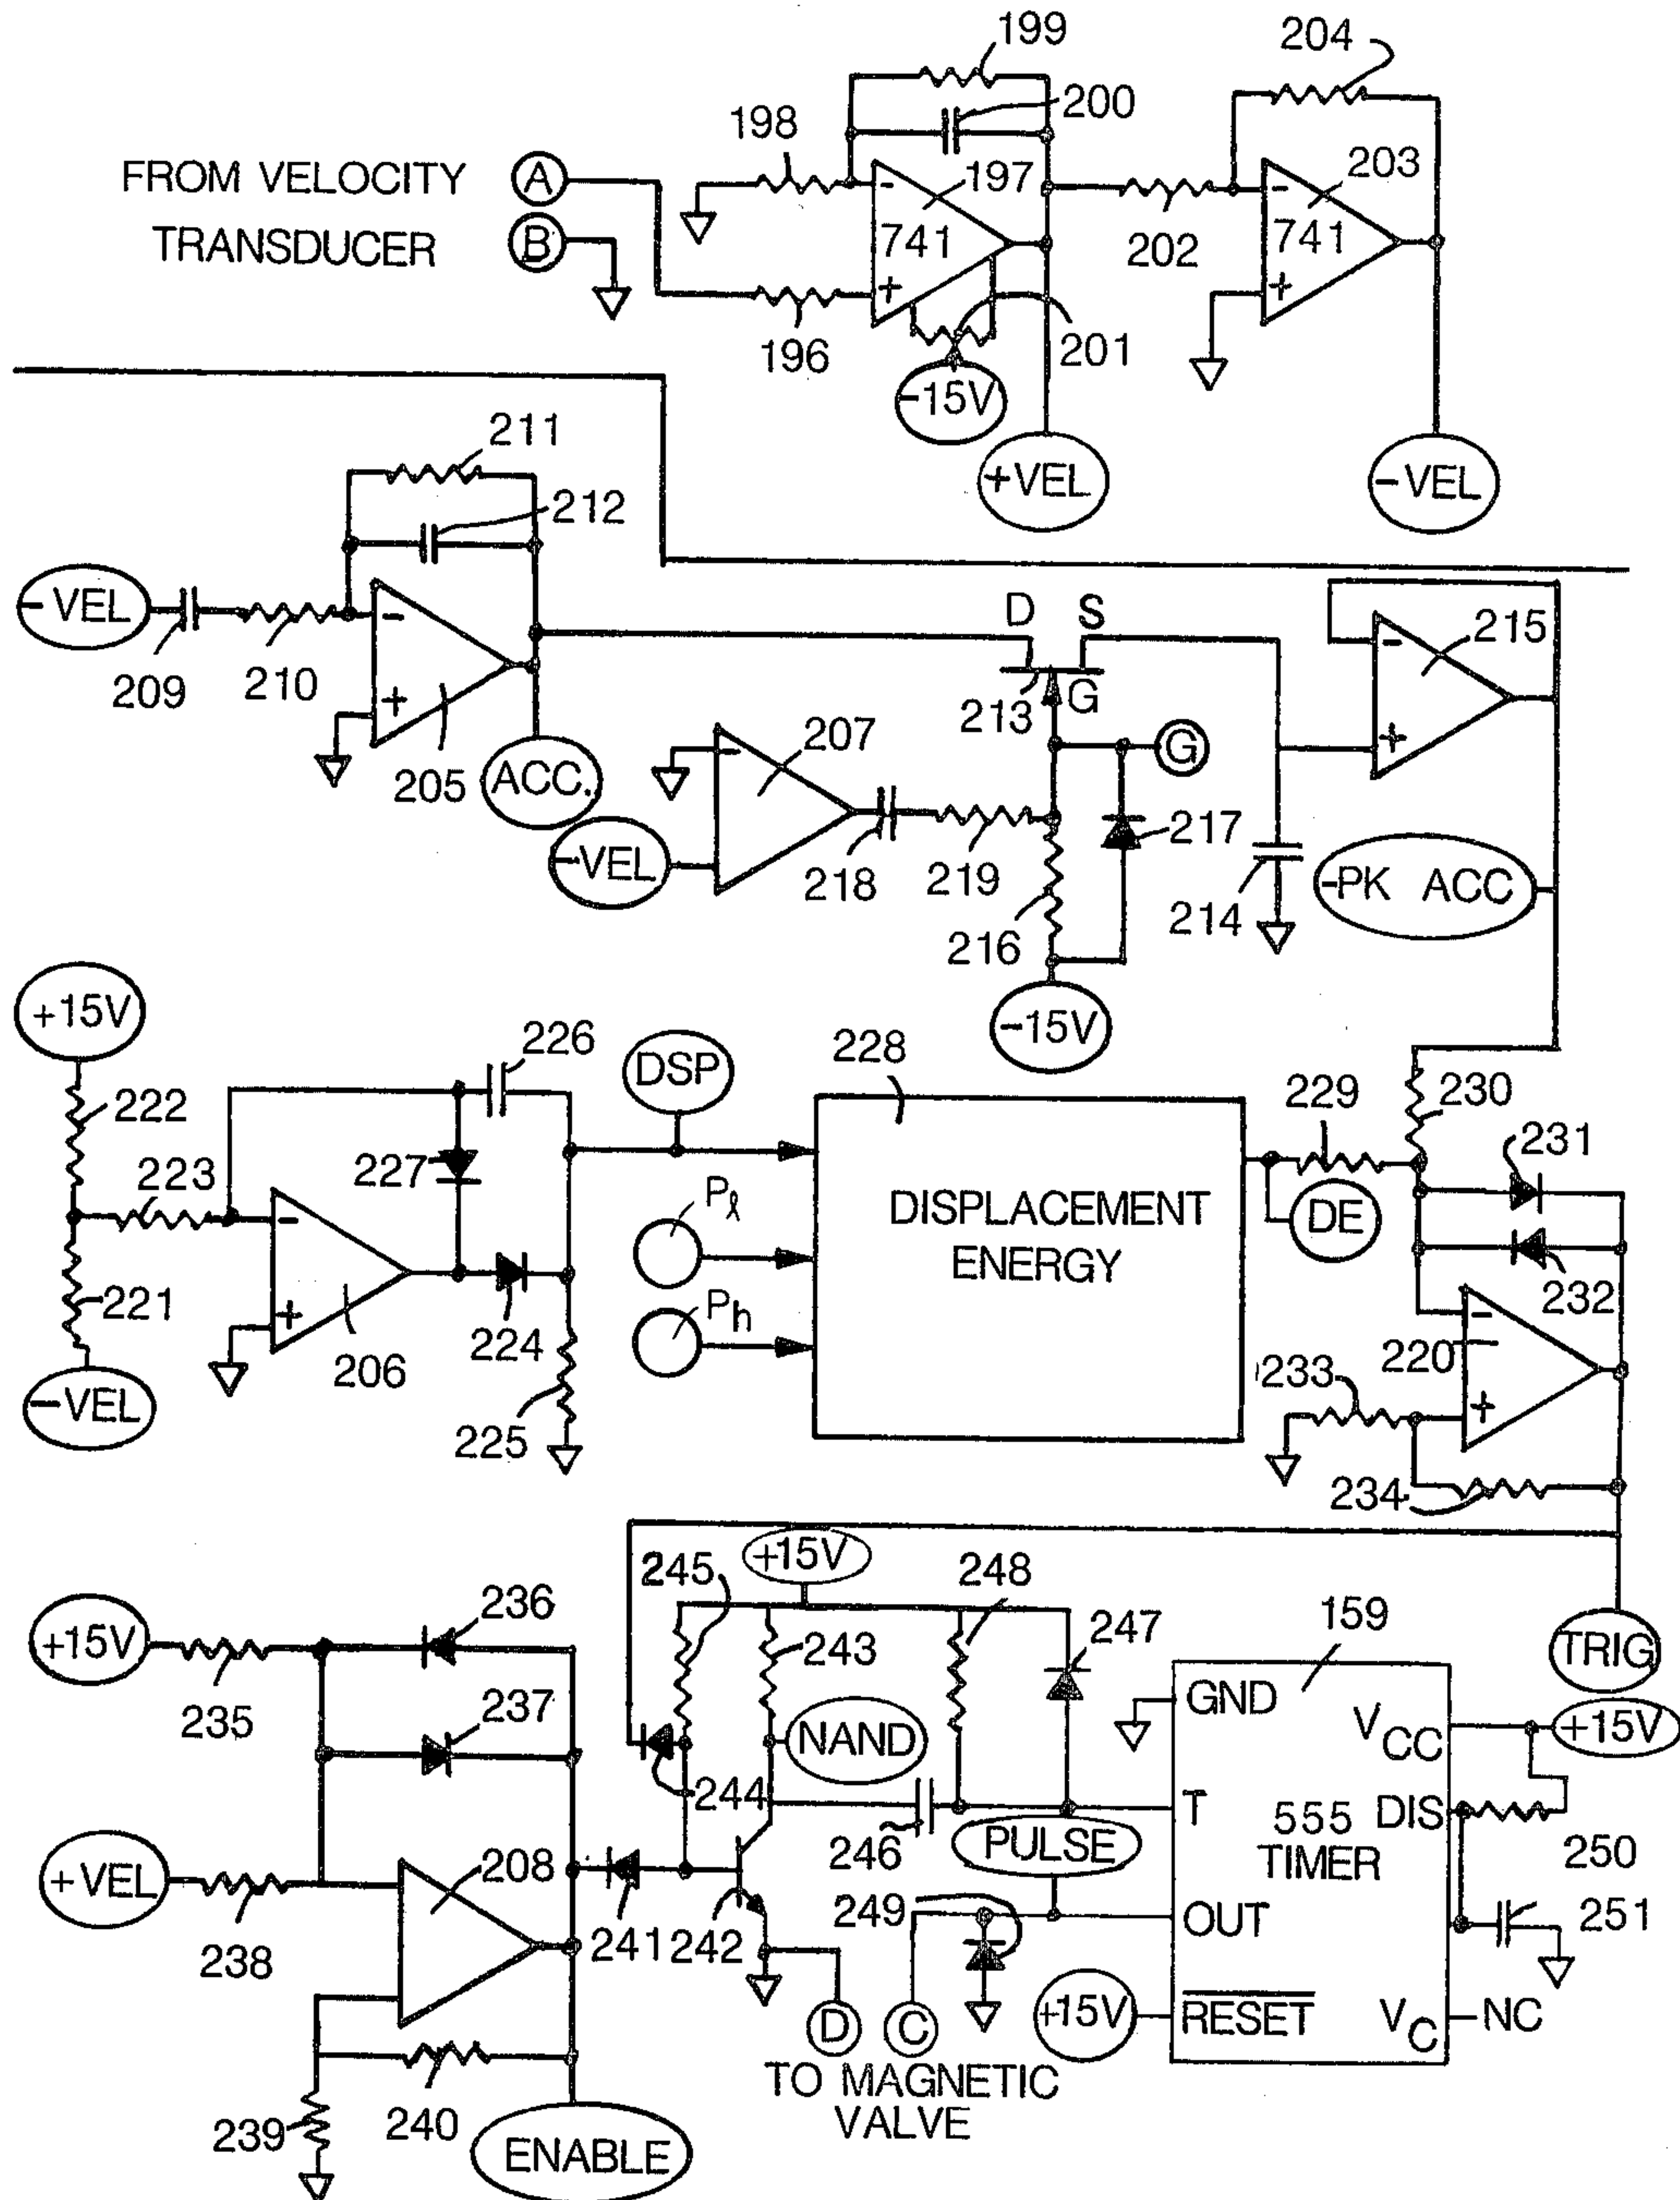 199
204
198
200
FROM VELOCITY
TRANSDUCER
A
B
-
197
741
+
202
203
-
741
+
196
201
-15V
+VEL
-VEL
211
212
-VEL
209
210
-
+
205
ACC.
D
S
213
G
G
215
-
+
207
-
-VEL
218
219
217
216
214
-PK ACC
-15V
+15V
222
223
221
-VEL
-
+
206
226
227
224
225
DSP
228
Pℓ
Ph
DISPLACEMENT
ENERGY
229
230
DE
231
232
-
220
+
233
234
TRIG
+15V
235
236
237
+VEL
238
208
239
240
ENABLE
245
+15V
243
248
247
NAND
244
246
PULSE
241
242
249
D
C
TO MAGNETIC
VALVE
+15V
159
GND
VCC
+15V
T
555
TIMER
DIS
250
OUT
251
RESET
VC
NC